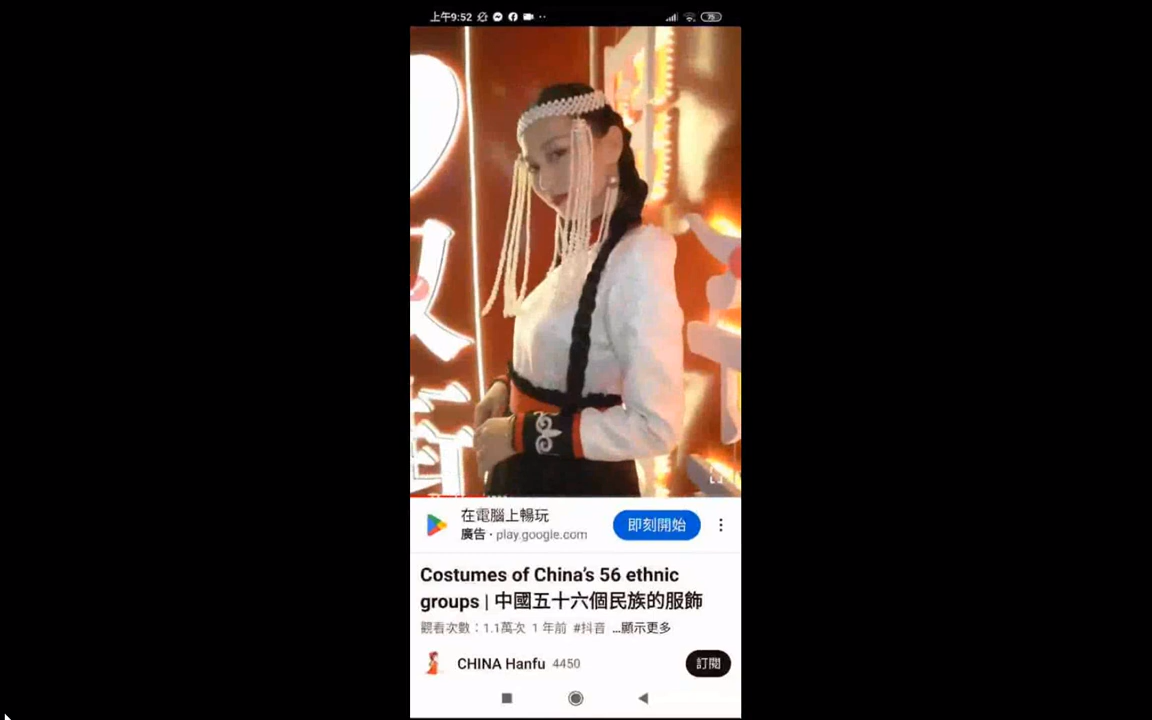 上午9:52
在電腦上暢玩
廣告 · play.google.com
即刻開始
Costumes of China's 56 ethnic
groups | 中國五十六個民族的服飾
觀看次數：1.1萬次 1 年前 #抖音 ...顯示更多
CHINA Hanfu 4450
訂閱